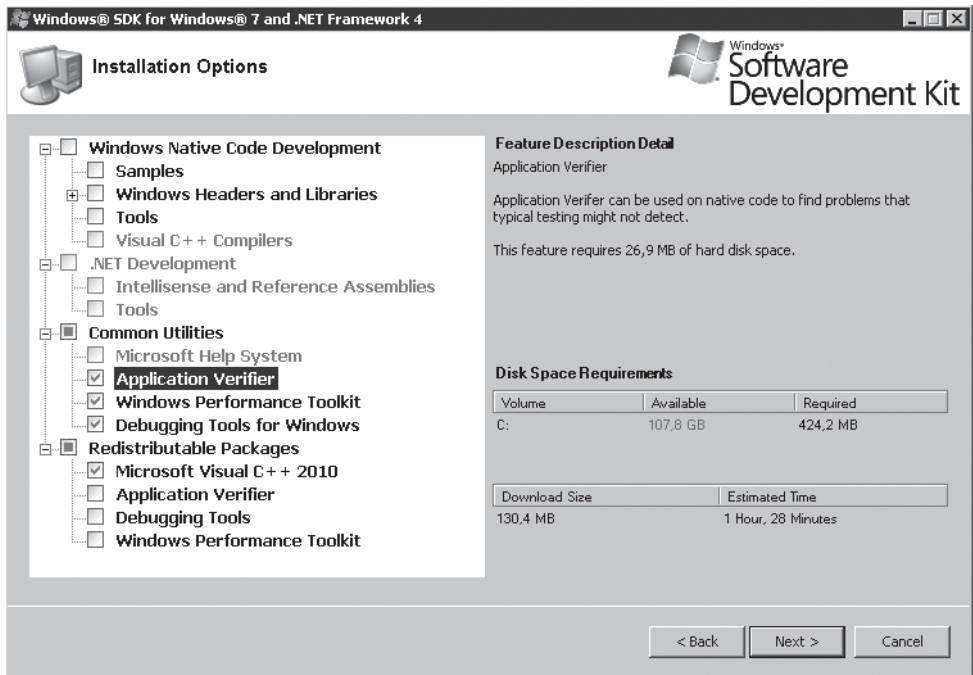 Windows® SDK for Windows® 7 and .NET Framework 4
Installation Options
Windows®
Software
Development Kit
Windows Native Code Development
Samples
Windows Headers and Libraries
Tools
Visual C++ Compilers
.NET Development
Intellisense and Reference Assemblies
Tools
Common Utilities
Microsoft Help System
Application Verifier
Windows Performance Toolkit
Debugging Tools for Windows
Redistributable Packages
Microsoft Visual C++ 2010
Application Verifier
Debugging Tools
Windows Performance Toolkit
Feature Description Detail
Application Verifier
Application Verifer can be used on native code to find problems that
typical testing might not detect.
This feature requires 26,9 MB of hard disk space.
Disk Space Requirements
Volume Available Required
C: 107,8 GB 424,2 MB
Download Size Estimated Time
130,4 MB 1 Hour, 28 Minutes
< Back Next > Cancel